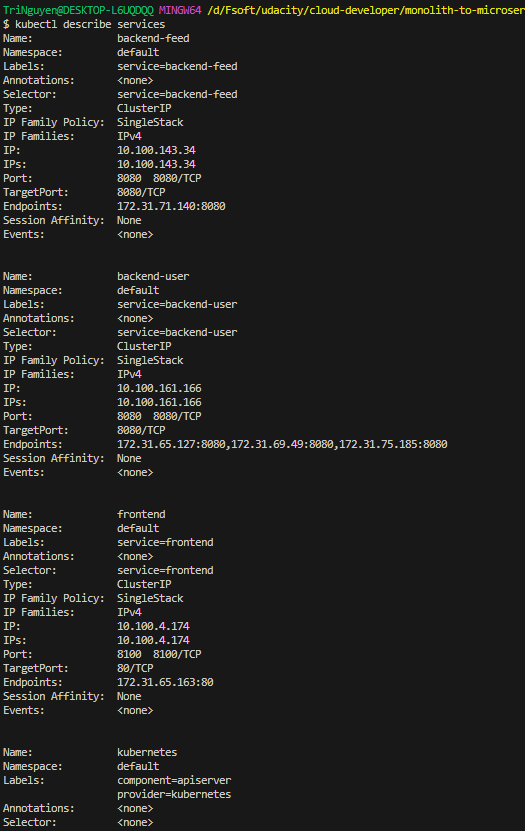 TriNguyen@DESKTOP-L6UQDQQ MINGW64 /d/Fsoft/udacity/cloud-developer/monolith-to-microser
$ kubectl describe services
Name:              backend-feed
Namespace:         default
Labels:            service=backend-feed
Annotations:       <none>
Selector:          service=backend-feed
Type:              ClusterIP
IP Family Policy:  SingleStack
IP Families:       IPv4
IP:                10.100.143.34
IPs:               10.100.143.34
Port:              8080  8080/TCP
TargetPort:        8080/TCP
Endpoints:         172.31.71.140:8080
Session Affinity:  None
Events:            <none>

Name:              backend-user
Namespace:         default
Labels:            service=backend-user
Annotations:       <none>
Selector:          service=backend-user
Type:              ClusterIP
IP Family Policy:  SingleStack
IP Families:       IPv4
IP:                10.100.161.166
IPs:               10.100.161.166
Port:              8080  8080/TCP
TargetPort:        8080/TCP
Endpoints:         172.31.65.127:8080,172.31.69.49:8080,172.31.75.185:8080
Session Affinity:  None
Events:            <none>

Name:              frontend
Namespace:         default
Labels:            service=frontend
Annotations:       <none>
Selector:          service=frontend
Type:              ClusterIP
IP Family Policy:  SingleStack
IP Families:       IPv4
IP:                10.100.4.174
IPs:               10.100.4.174
Port:              8100  8100/TCP
TargetPort:        80/TCP
Endpoints:         172.31.65.163:80
Session Affinity:  None
Events:            <none>

Name:              kubernetes
Namespace:         default
Labels:            component=apiserver
                   provider=kubernetes
Annotations:       <none>
Selector:          <none>